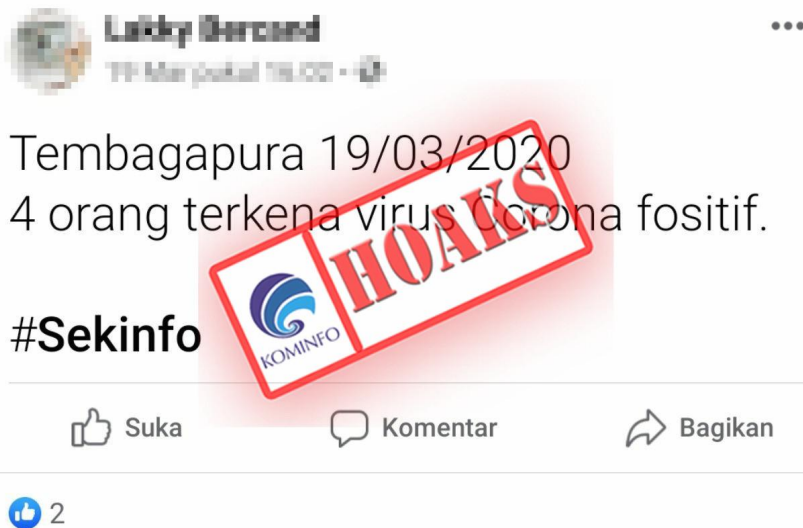 Tembagapura 19/03/2020
4 orang terkena virus Corona fositif.
HOAKS
KOMINFO
#Sekinfo
Suka Komentar Bagikan
2